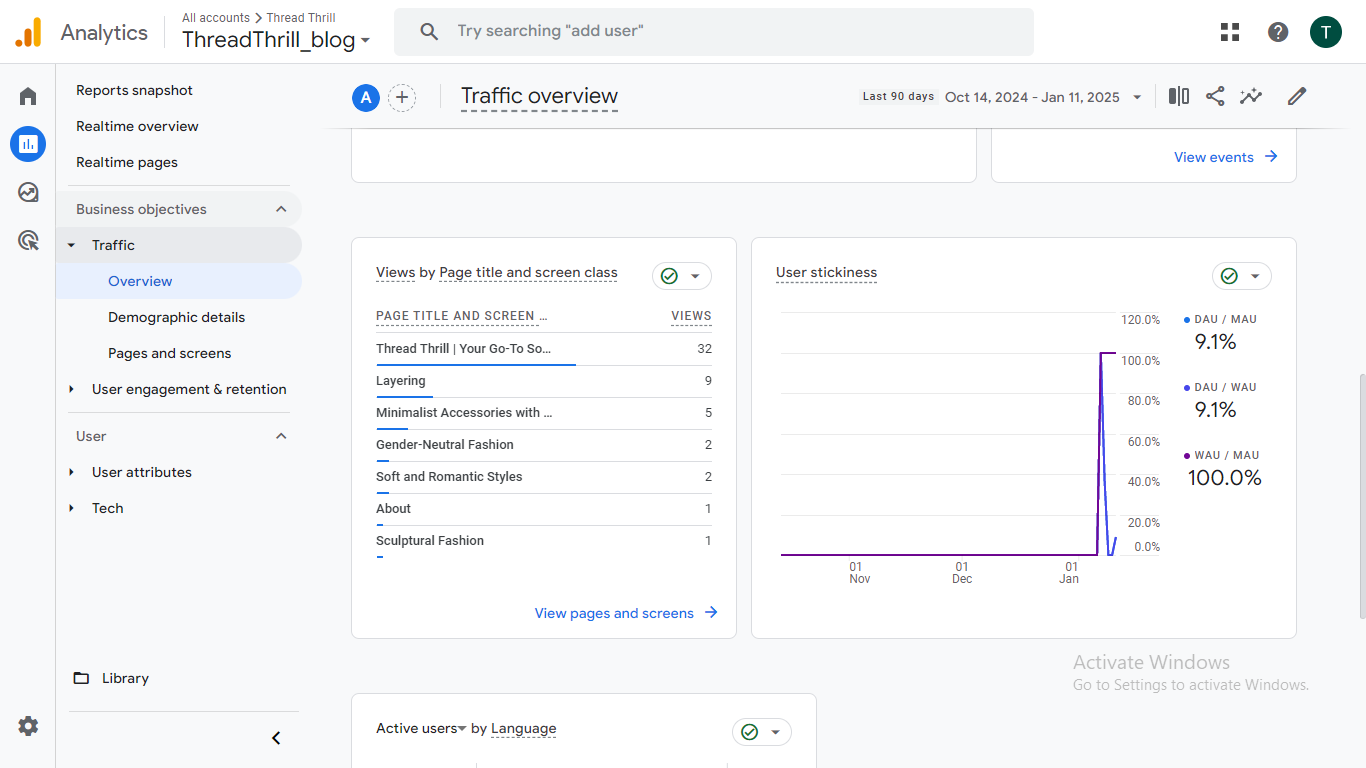 Analytics
All accounts > Thread Thrill
ThreadThrill_blog
Try searching "add user"
T
Reports snapshot
Realtime overview
Realtime pages
Business objectives
Traffic
Overview
Demographic details
Pages and screens
User engagement & retention
User
User attributes
Tech
Library
A
Traffic overview
Last 90 days Oct 14, 2024 - Jan 11, 2025
View events
Views by Page title and screen class
PAGE TITLE AND SCREEN … VIEWS
Thread Thrill | Your Go-To So… 32
Layering 9
Minimalist Accessories with … 5
Gender-Neutral Fashion 2
Soft and Romantic Styles 2
About 1
Sculptural Fashion 1
View pages and screens
User stickiness
120.0%
100.0%
80.0%
60.0%
40.0%
20.0%
0.0%
01 Nov
01 Dec
01 Jan
DAU / MAU
9.1%
DAU / WAU
9.1%
WAU / MAU
100.0%
Activate Windows
Go to Settings to activate Windows.
Active users by Language